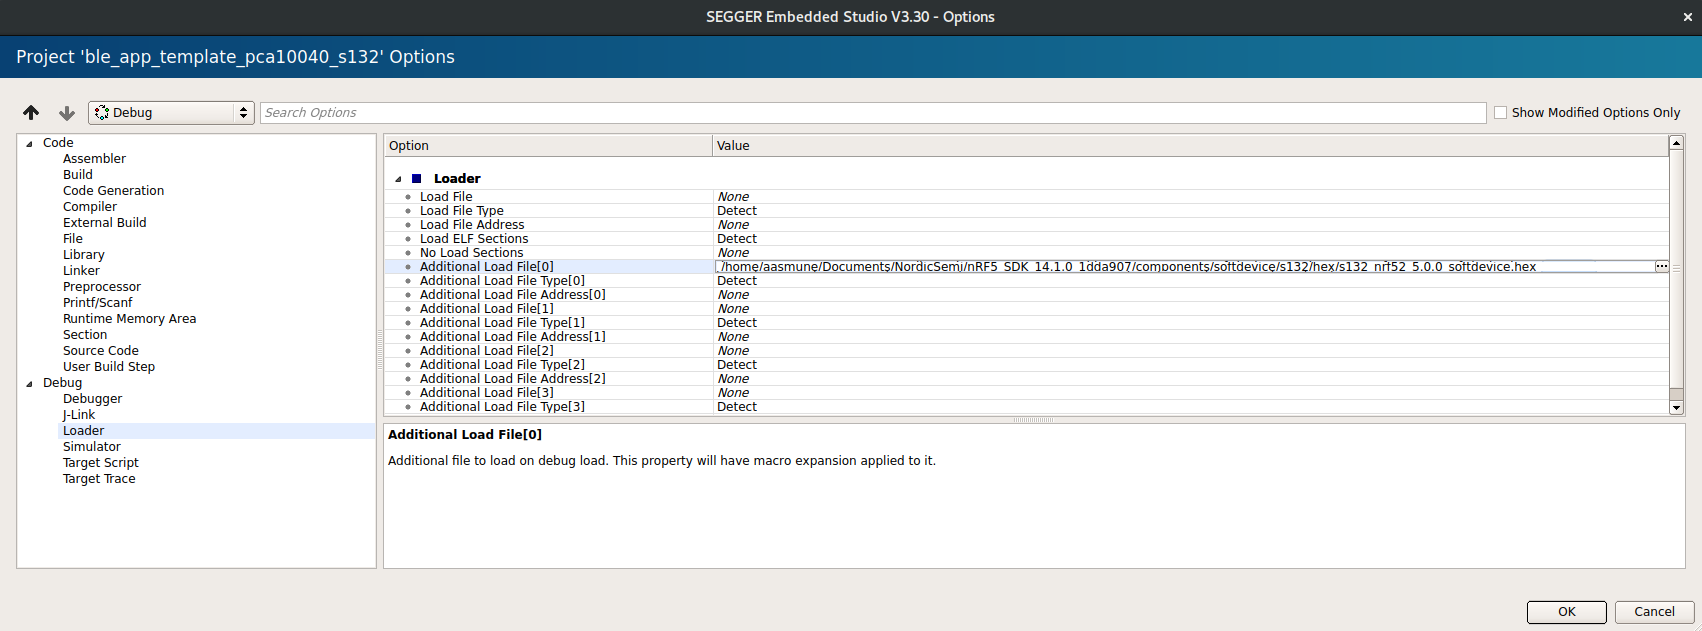 SEGGER Embedded Studio V3.30 - Options
Project 'ble_app_template_pca10040_s132' Options
Debug
Search Options
Show Modified Options Only
Code
Assembler
Build
Code Generation
Compiler
External Build
File
Library
Linker
Preprocessor
Printf/Scanf
Runtime Memory Area
Section
Source Code
User Build Step
Debug
Debugger
J-Link
Loader
Simulator
Target Script
Target Trace
Option Value
Loader
Load File None
Load File Type Detect
Load File Address None
Load ELF Sections Detect
No Load Sections None
Additional Load File[0] /home/aasmune/Documents/NordicSemi/nRF5_SDK_14.1.0_1dda907/components/softdevice/s132/hex/s132_nrf52_5.0.0_softdevice.hex
Additional Load File Type[0] Detect
Additional Load File Address[0] None
Additional Load File[1] None
Additional Load File Type[1] Detect
Additional Load File Address[1] None
Additional Load File[2] None
Additional Load File Type[2] Detect
Additional Load File Address[2] None
Additional Load File[3] None
Additional Load File Type[3] Detect
Additional Load File[0]
Additional file to load on debug load. This property will have macro expansion applied to it.
OK
Cancel